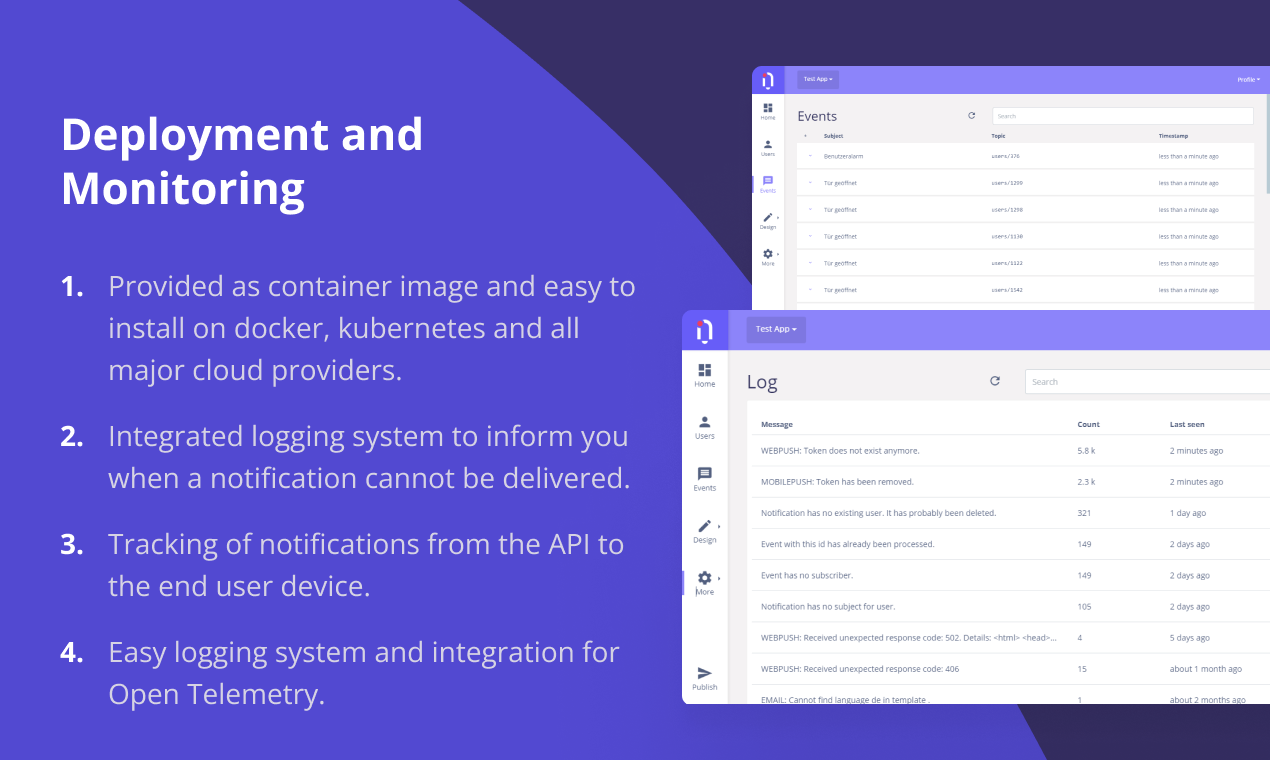 Deployment and
Monitoring
1. Provided as container image and easy to
install on docker, kubernetes and all
major cloud providers.
2. Integrated logging system to inform you
when a notification cannot be delivered.
3. Tracking of notifications from the API to
the end user device.
4. Easy logging system and integration for
Open Telemetry.
Test App
Profile
Home
Users
Events
Design
More
Events
Search
Subject Topic Timestamp
Benutzeralarm users/376 less than a minute ago
Tür geöffnet users/1299 less than a minute ago
Tür geöffnet users/1298 less than a minute ago
Tür geöffnet users/1130 less than a minute ago
Tür geöffnet users/1122 less than a minute ago
Tür geöffnet users/1542 less than a minute ago
Test App
Home
Users
Events
Design
More
Publish
Log
Search
Message Count Last seen
WEBPUSH: Token does not exist anymore. 5.8 k 2 minutes ago
MOBILEPUSH: Token has been removed. 2.3 k 2 minutes ago
Notification has no existing user. It has probably been deleted. 321 1 day ago
Event with this id has already been processed. 149 2 days ago
Event has no subscriber. 149 2 days ago
Notification has no subject for user. 105 2 days ago
WEBPUSH: Received unexpected response code: 502. Details: <html> <head>... 4 5 days ago
WEBPUSH: Received unexpected response code: 406 15 about 1 month ago
EMAIL: Cannot find language de in template . 1 about 2 months ago